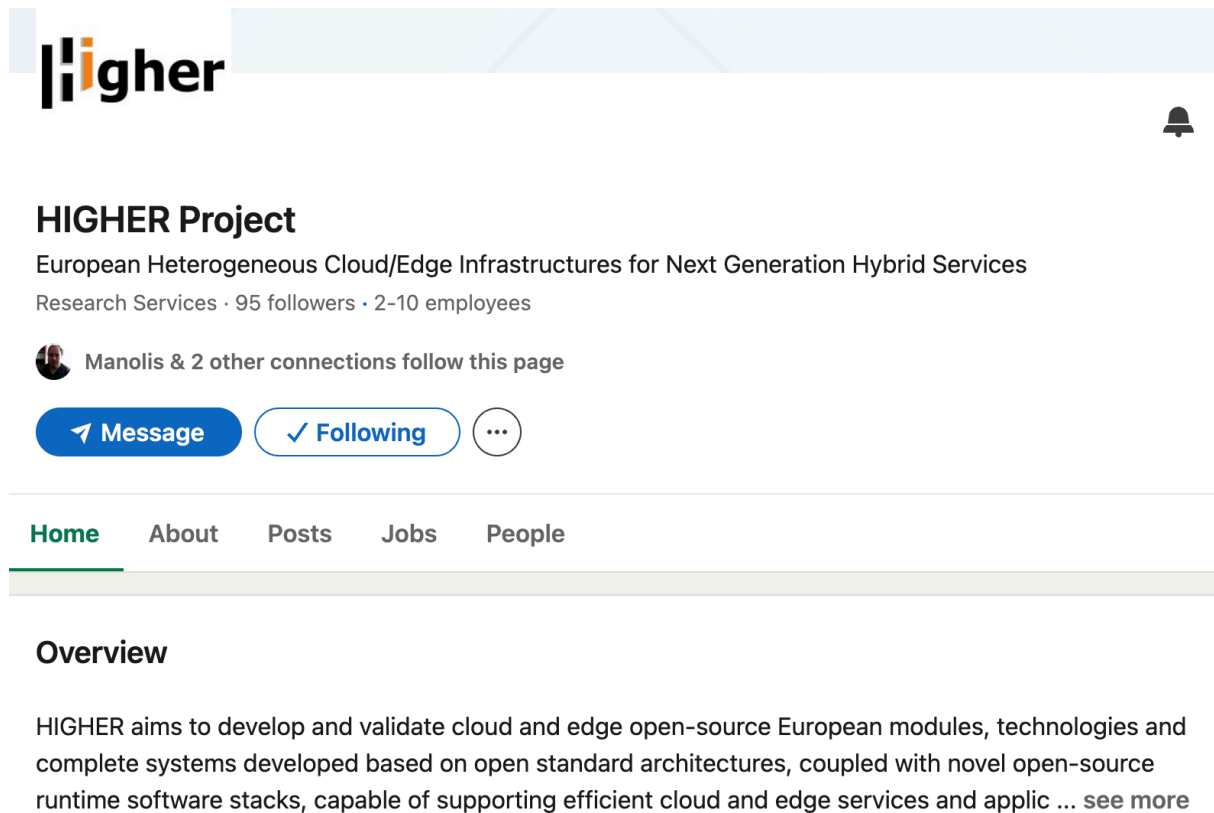 Higher
HIGHER Project
European Heterogeneous Cloud/Edge Infrastructures for Next Generation Hybrid Services
Research Services · 95 followers · 2-10 employees
Manolis & 2 other connections follow this page
Message Following
Home About Posts Jobs People
Overview
HIGHER aims to develop and validate cloud and edge open-source European modules, technologies and
complete systems developed based on open standard architectures, coupled with novel open-source
runtime software stacks, capable of supporting efficient cloud and edge services and applic ... see more